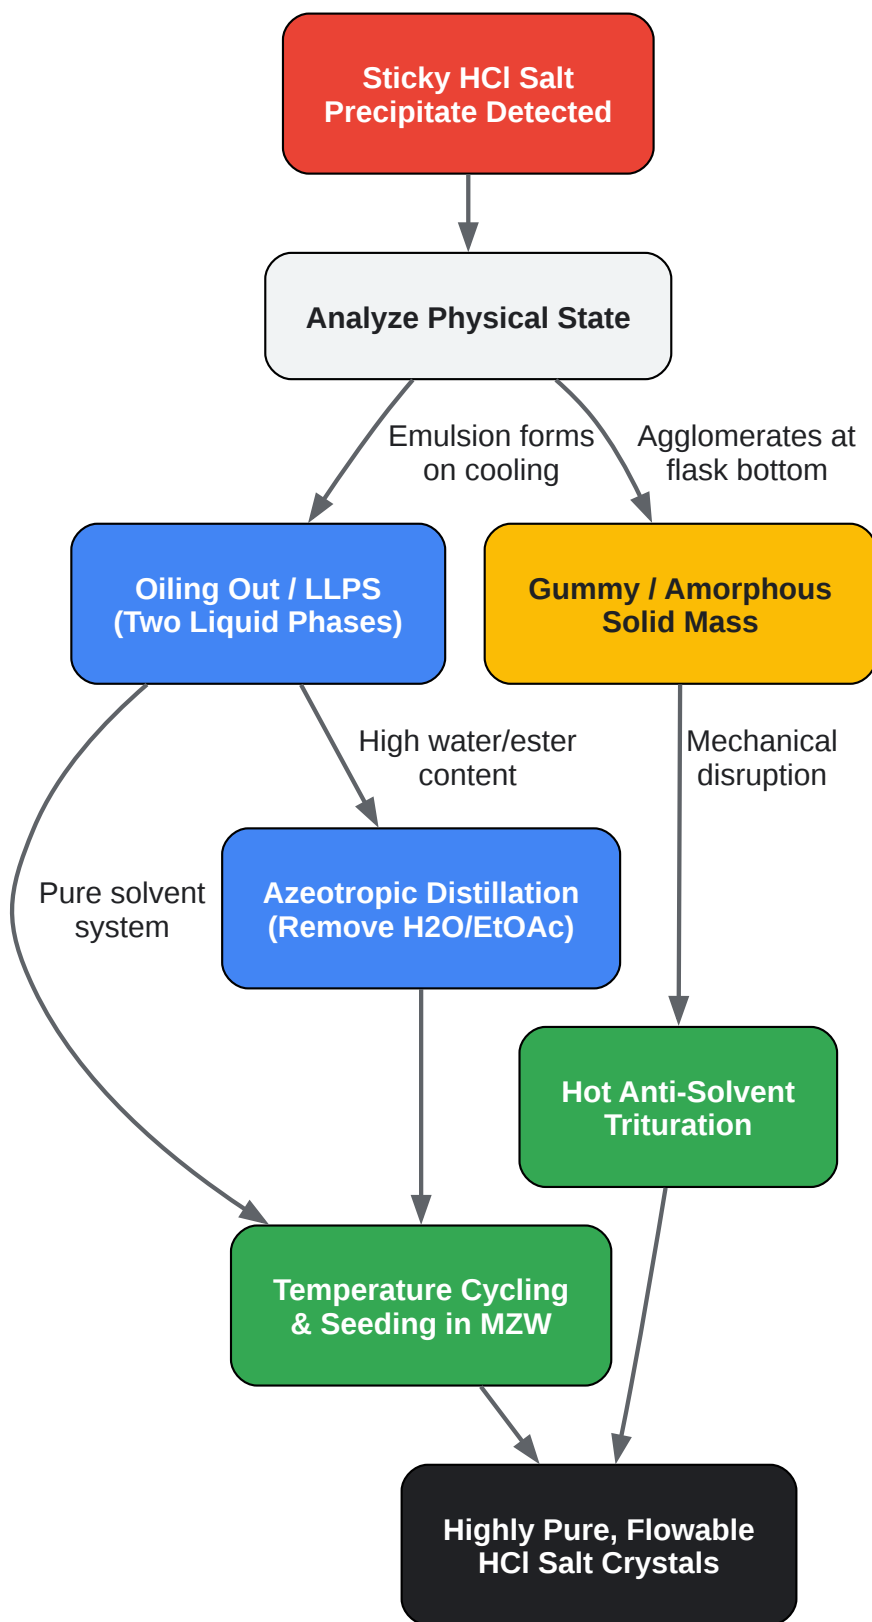 Sticky HCl Salt
Precipitate Detected
Analyze Physical State
Emulsion forms
on cooling
Agglomerates at
flask bottom
Oiling Out / LLPS
(Two Liquid Phases)
Gummy / Amorphous
Solid Mass
High water/ester
content
Mechanical
disruption
Pure solvent
system
Azeotropic Distillation
(Remove H2O/EtOAc)
Hot Anti-Solvent
Trituration
Temperature Cycling
& Seeding in MZW
Highly Pure, Flowable
HCl Salt Crystals